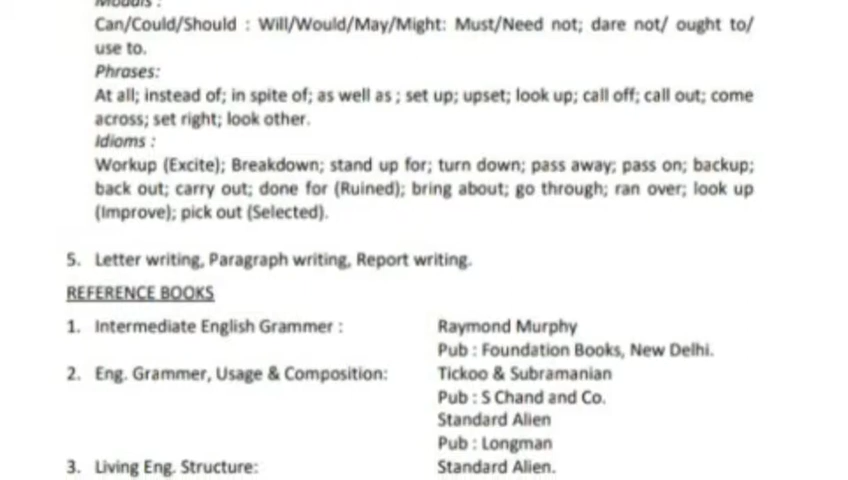 Modals :
Can/Could/Should : Will/Would/May/Might: Must/Need not; dare not/ ought to/
use to.
Phrases:
At all; instead of; in spite of; as well as ; set up; upset; look up; call off; call out; come
across; set right; look other.
Idioms :
Workup (Excite); Breakdown; stand up for; turn down; pass away; pass on; backup;
back out; carry out; done for (Ruined); bring about; go through; ran over; look up
(Improve); pick out (Selected).
5. Letter writing, Paragraph writing, Report writing.
REFERENCE BOOKS
1. Intermediate English Grammer : Raymond Murphy
Pub : Foundation Books, New Delhi.
2. Eng. Grammer, Usage & Composition: Tickoo & Subramanian
Pub : S Chand and Co.
Standard Alien
Pub : Longman
3. Living Eng. Structure: Standard Alien.